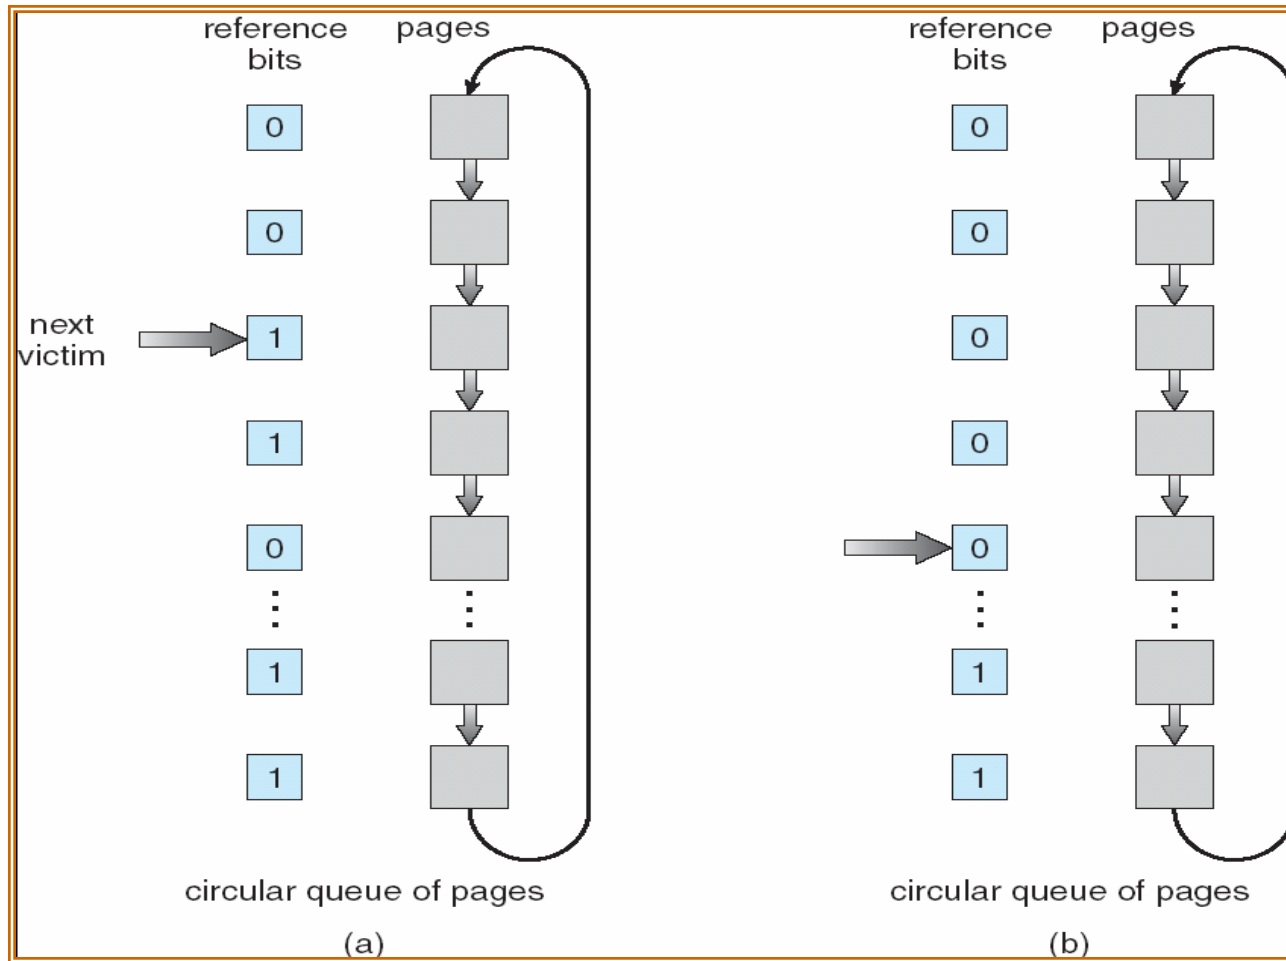 reference pages
bits
0
0
next
victim
1
1
0
1
1
circular queue of pages
(a)
reference pages
bits
0
0
0
0
0
1
1
circular queue of pages
(b)